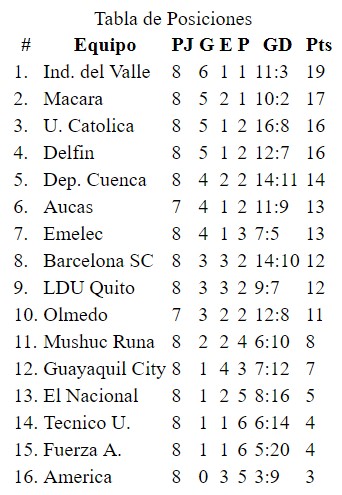 Tabla de Posiciones
# Equipo PJ G E P GD Pts
1. Ind. del Valle 8 6 1 1 11:3 19
2. Macara 8 5 2 1 10:2 17
3. U. Catolica 8 5 1 2 16:8 16
4. Delfin 8 5 1 2 12:7 16
5. Dep. Cuenca 8 4 2 2 14:11 14
6. Aucas 7 4 1 2 11:9 13
7. Emelec 8 4 1 3 7:5 13
8. Barcelona SC 8 3 3 2 14:10 12
9. LDU Quito 8 3 3 2 9:7 12
10. Olmedo 7 3 2 2 12:8 11
11. Mushuc Runa 8 2 2 4 6:10 8
12. Guayaquil City 8 1 4 3 7:12 7
13. El Nacional 8 1 2 5 8:16 5
14. Tecnico U. 8 1 1 6 6:14 4
15. Fuerza A. 8 1 1 6 5:20 4
16. America 8 0 3 5 3:9 3